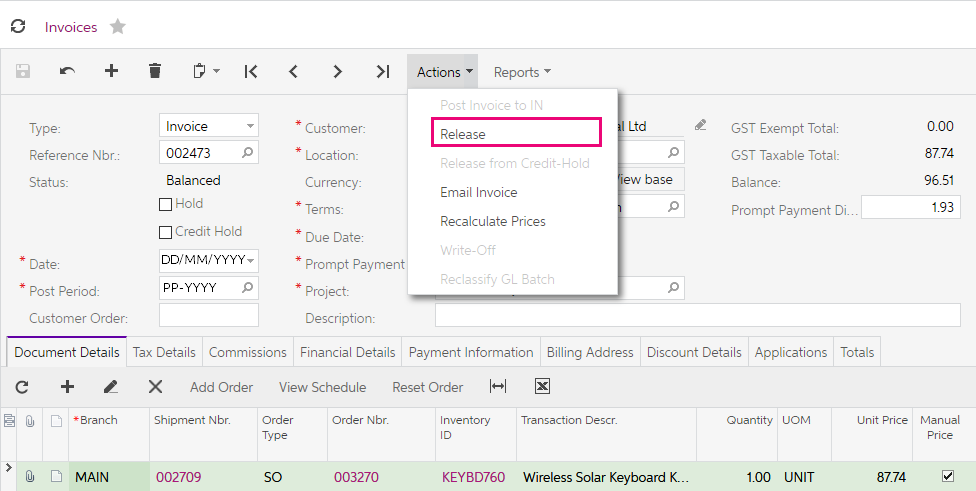 Invoices
Actions Reports
Post Invoice to IN
Release
Release from Credit-Hold
Email Invoice
Recalculate Prices
Write-Off
Reclassify GL Batch
Type: Invoice
Reference Nbr.: 002473
Status: Balanced
Hold
Credit Hold
* Date: DD/MM/YYYY
* Post Period: PP-YYYY
Customer Order:
* Customer: al Ltd
* Location:
Currency: View base
* Terms:
* Due Date:
* Prompt Payment
* Project:
Description:
GST Exempt Total: 0.00
GST Taxable Total: 87.74
Balance: 96.51
Prompt Payment Di... 1.93
Document Details Tax Details Commissions Financial Details Payment Information Billing Address Discount Details Applications Totals
Add Order View Schedule Reset Order
*Branch Shipment Nbr. Order Type Order Nbr. Inventory ID Transaction Descr. Quantity UOM Unit Price Manual Price
MAIN 002709 SO 003270 KEYBD760 Wireless Solar Keyboard K... 1.00 UNIT 87.74